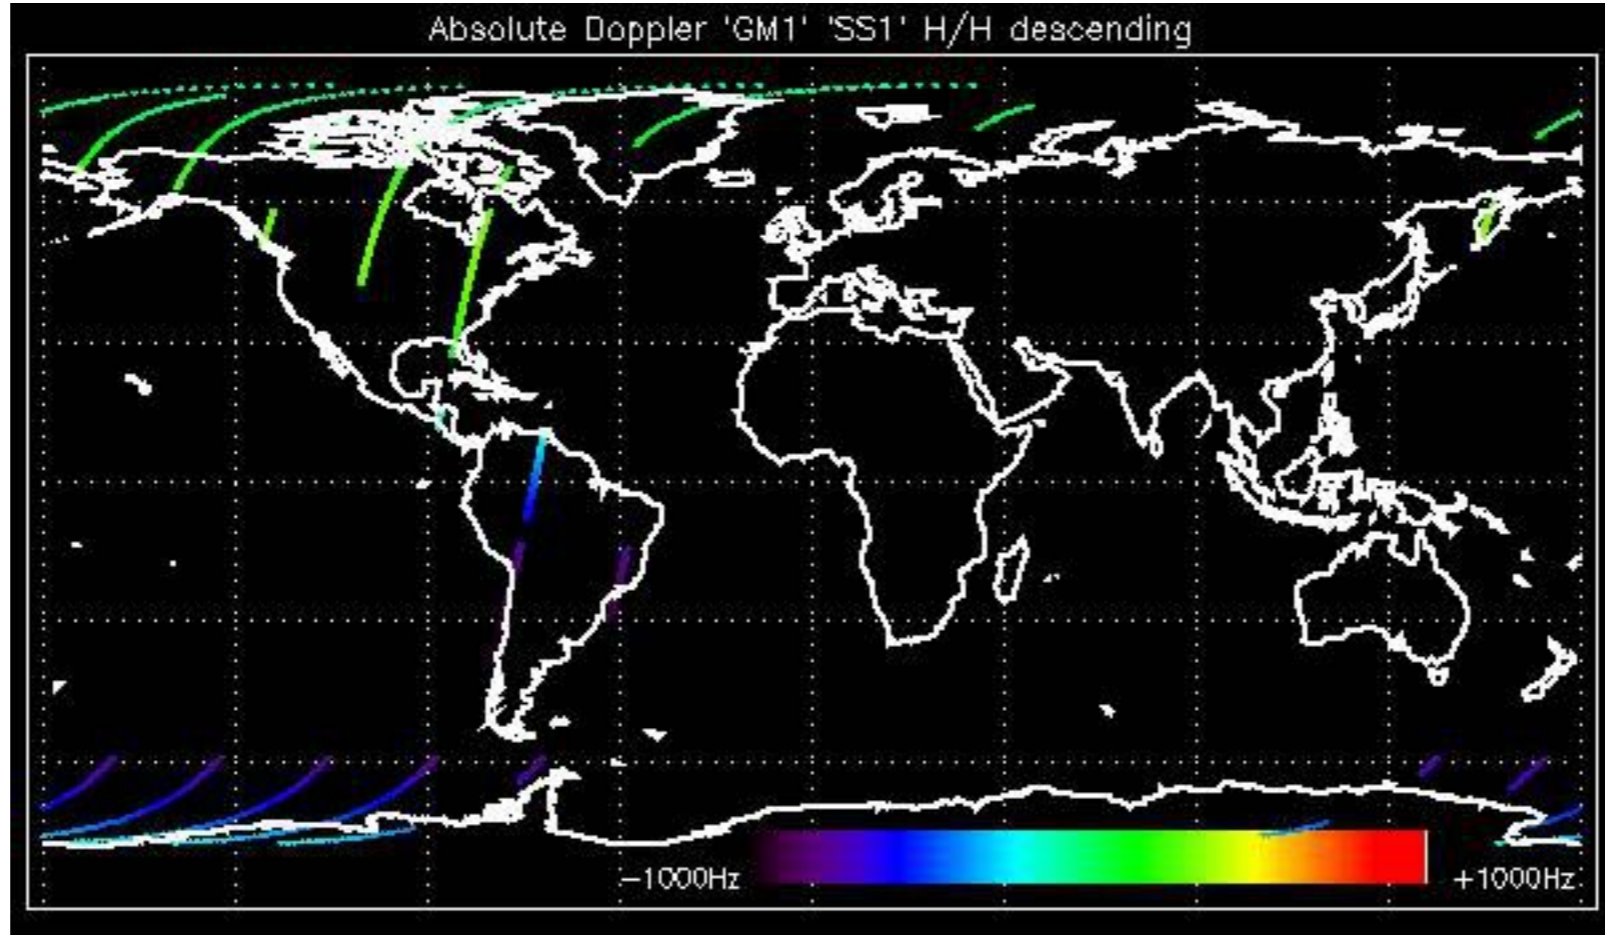 Absolute Doppler 'GM1' 'SS1' H/H descending
−1000Hz
+1000Hz